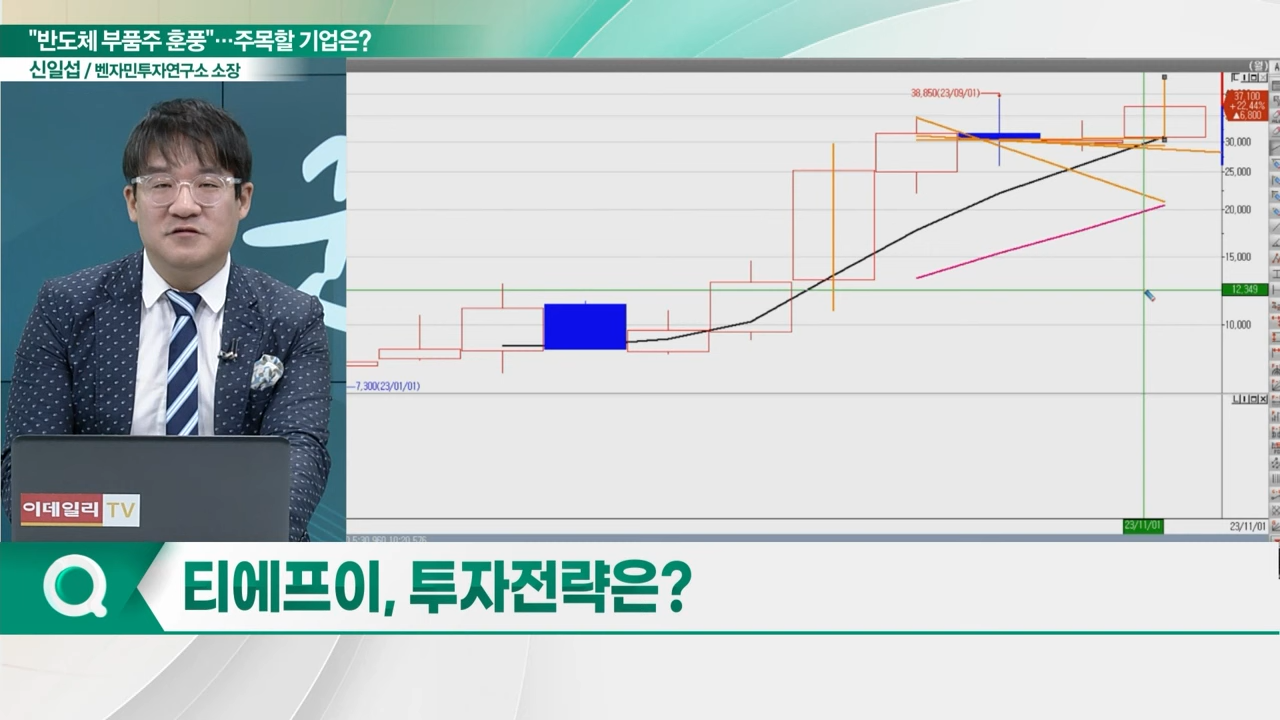 "반도체 부품주 훈풍"…주목할 기업은?
신일섭 / 벤자민투자연구소 소장
(월)
38,850(23/09/01)
37,100
+22.44%
▲6,800
30,000
25,000
20,000
15,000
12,349
10,000
7,300(23/01/01)
23/11/01
23/11/01
이데일리 TV
티에프이, 투자전략은?